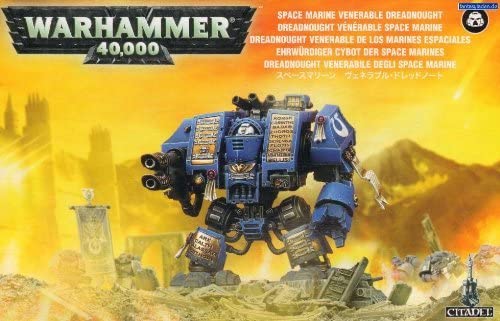 WARHAMMER
40,000
SPACE MARINE VENERABLE DREADNOUGHT
DREADNOUGHT VÉNÉRABLE SPACE MARINE
DREADNOUGHT VENERABLE DE LOS MARINES ESPACIALES
EHRWÜRDIGER CYBOT DER SPACE MARINES
DREADNOUGHT VENERABILE DEGLI SPACE MARINE
スペースマリーン ヴェネラブル・ドレッドノート
fantasyladen.de
CITADEL